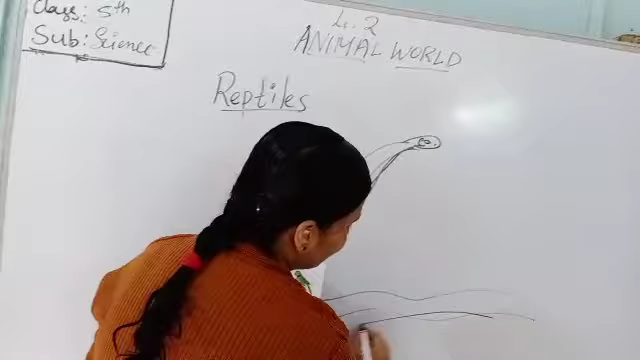 Class: 5th
Sub: Science
L: 2
ANIMAL WORLD
Reptiles